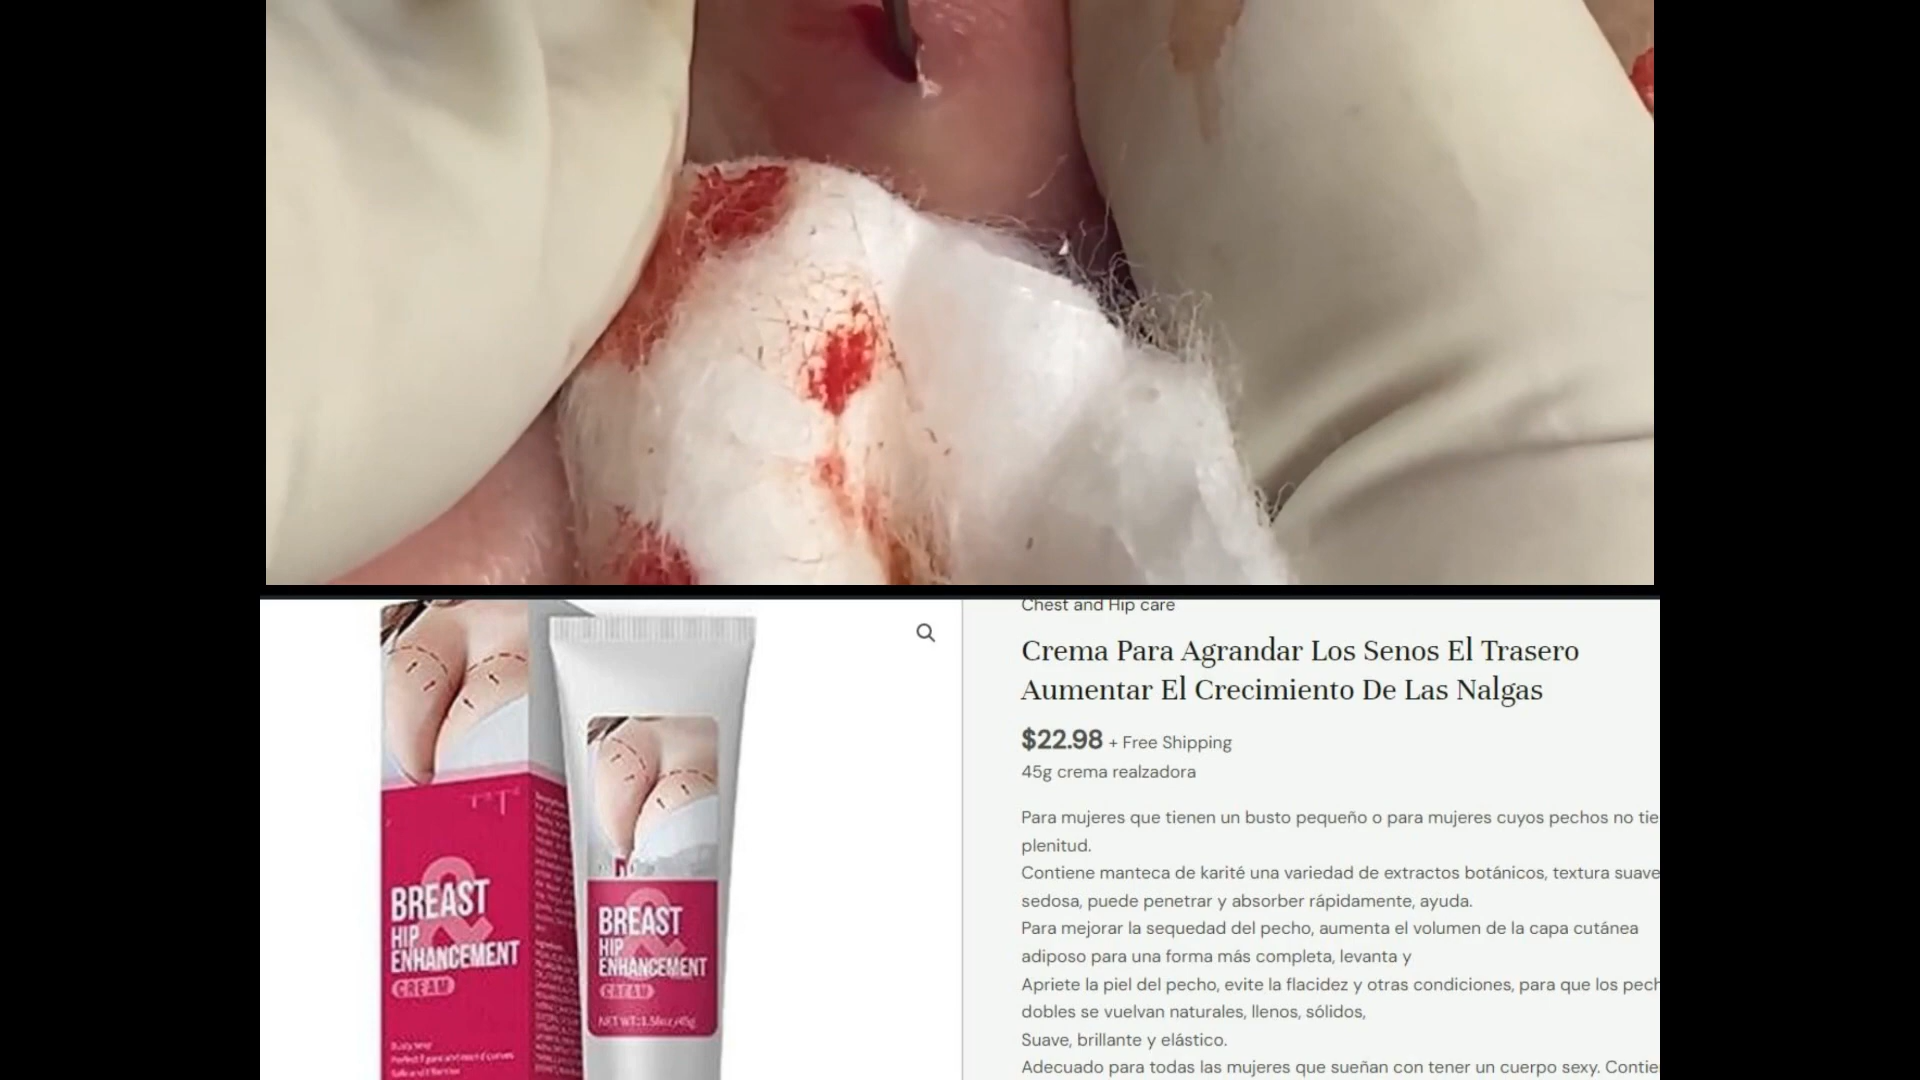 Chest and Hip care
Crema Para Agrandar Los Senos El Trasero
Aumentar El Crecimiento De Las Nalgas
$22.98 + Free Shipping
45g crema realzadora
Para mujeres que tienen un busto pequeño o para mujeres cuyos pechos no tie
plenitud.
Contiene manteca de karité una variedad de extractos botánicos, textura suave
sedosa, puede penetrar y absorber rápidamente, ayuda.
Para mejorar la sequedad del pecho, aumenta el volumen de la capa cutánea
adiposo para una forma más completa, levanta y
Apriete la piel del pecho, evite la flacidez y otras condiciones, para que los pech
dobles se vuelvan naturales, llenos, sólidos,
Suave, brillante y elástico.
Adecuado para todas las mujeres que sueñan con tener un cuerpo sexy. Contie
BREAST
&
HIP
ENHANCEMENT
CREAM
BREAST
&
HIP
ENHANCEMENT
CREAM
NET WT:1.58oz/45g